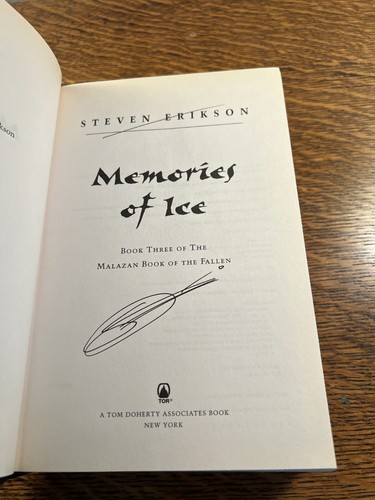 kson
STEVEN ERIKSON
Memories
of Ice
BOOK THREE OF THE
MALAZAN BOOK OF THE FALLEN
TOR®
A TOM DOHERTY ASSOCIATES BOOK
NEW YORK